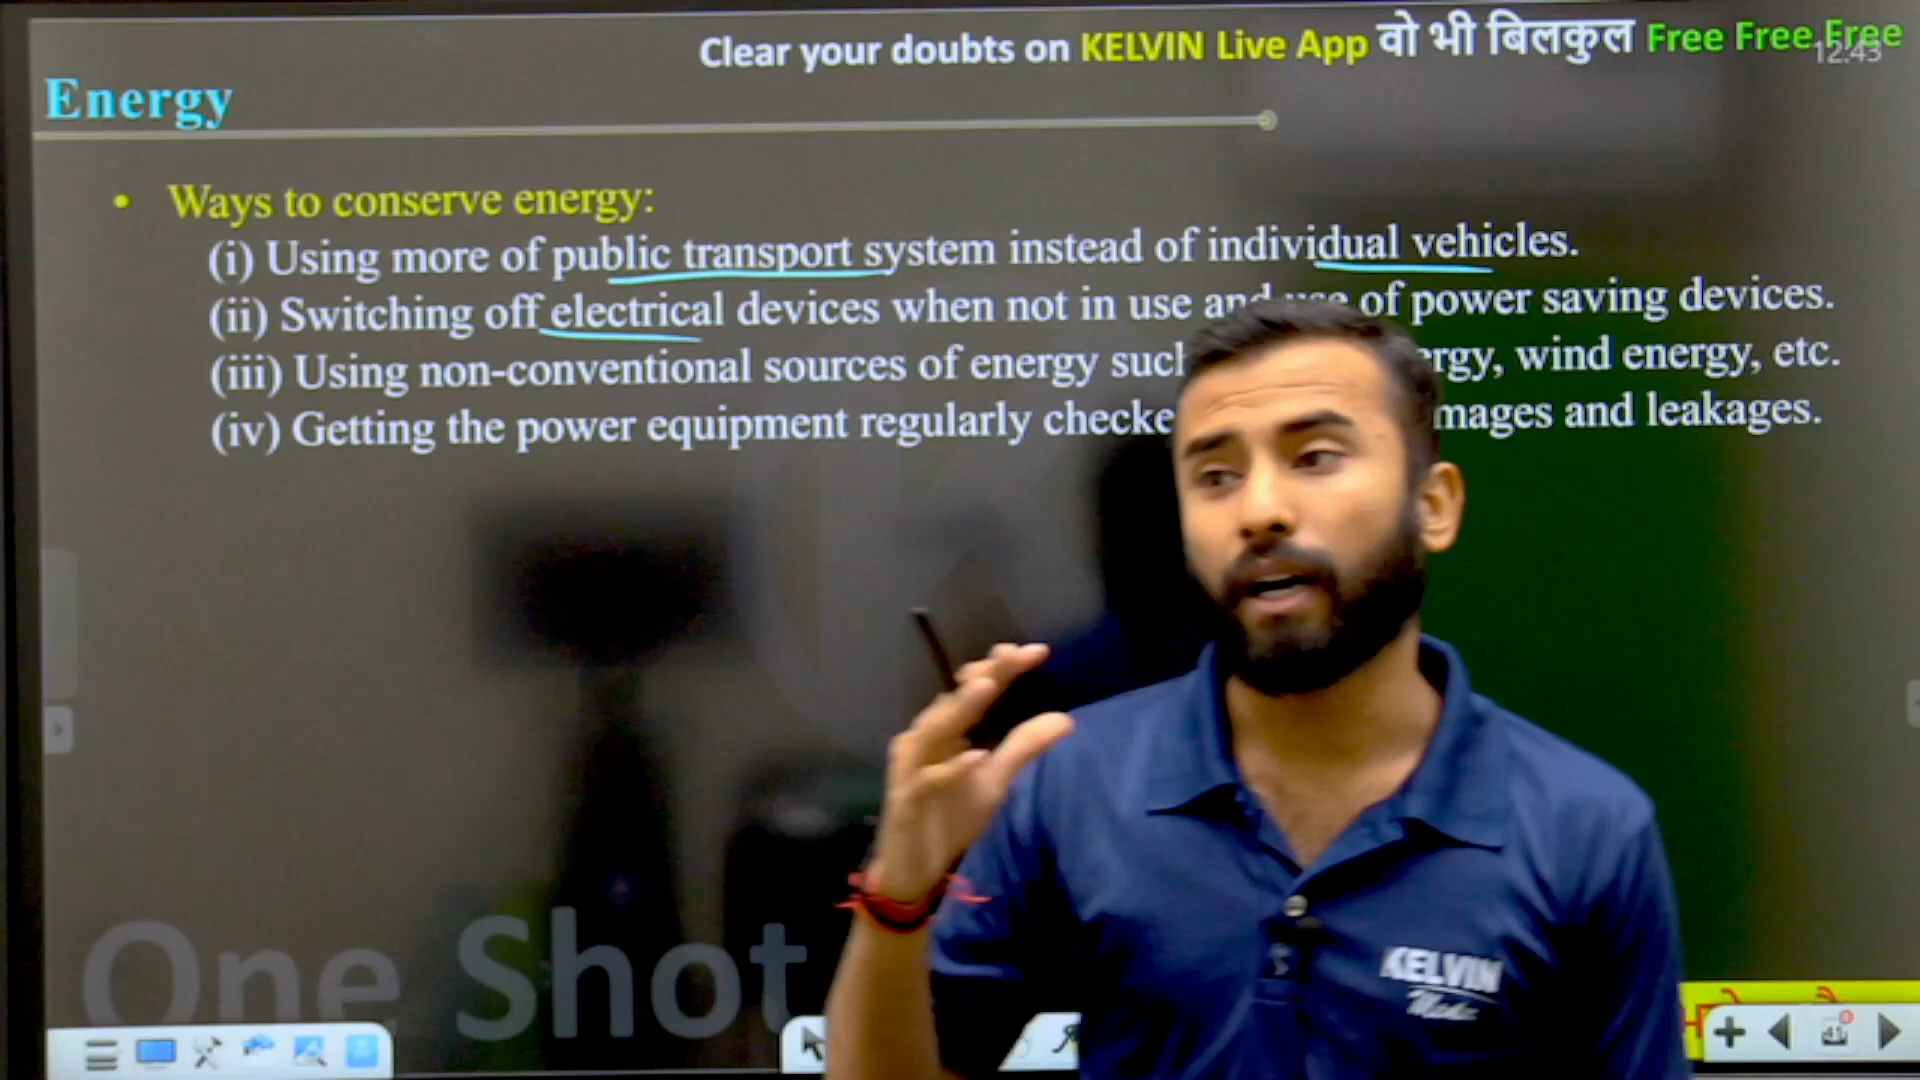 Clear your doubts on KELVIN Live App वो भी बिलकुल Free Free Free
12:43
Energy
• Ways to conserve energy:
(i) Using more of public transport system instead of individual vehicles.
(ii) Switching off electrical devices when not in use and use of power saving devices.
(iii) Using non-conventional sources of energy such wind energy, etc.
(iv) Getting the power equipment regularly and leakages.
One Shot
KELVIN
41